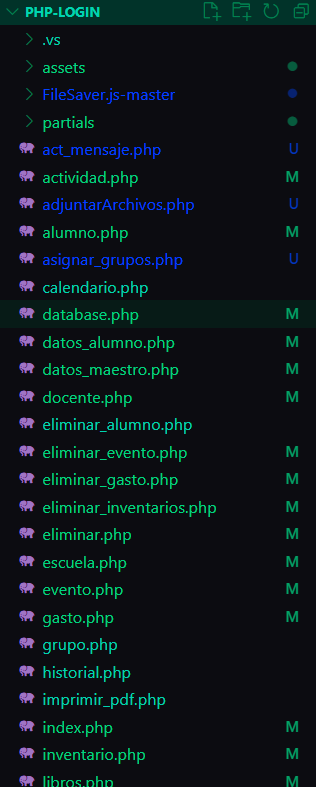 PHP-LOGIN
.vs
assets
FileSaver.js-master
partials
act_mensaje.php U
actividad.php M
adjuntarArchivos.php U
alumno.php M
asignar_grupos.php U
calendario.php
database.php M
datos_alumno.php M
datos_maestro.php M
docente.php M
eliminar_alumno.php
eliminar_evento.php M
eliminar_gasto.php M
eliminar_inventarios.php M
eliminar.php M
escuela.php M
evento.php M
gasto.php M
grupo.php
historial.php
imprimir_pdf.php
index.php M
inventario.php M
libros.php M